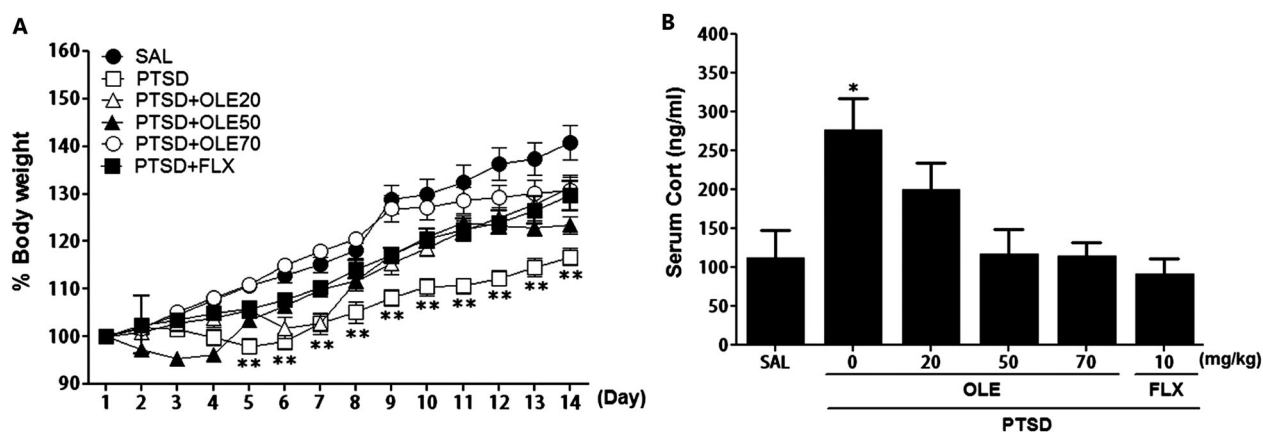 A
% Body weight
160
150
140
130
120
110
100
90
SAL
PTSD
PTSD+OLE20
PTSD+OLE50
PTSD+OLE70
PTSD+FLX
** ** ** ** ** ** ** ** ** **
1 2 3 4 5 6 7 8 9 10 11 12 13 14 (Day)
B
Serum Cort (ng/ml)
400
350
300
250
200
150
100
50
0
*
SAL 0 20 50 70 10 (mg/kg)
OLE FLX
PTSD